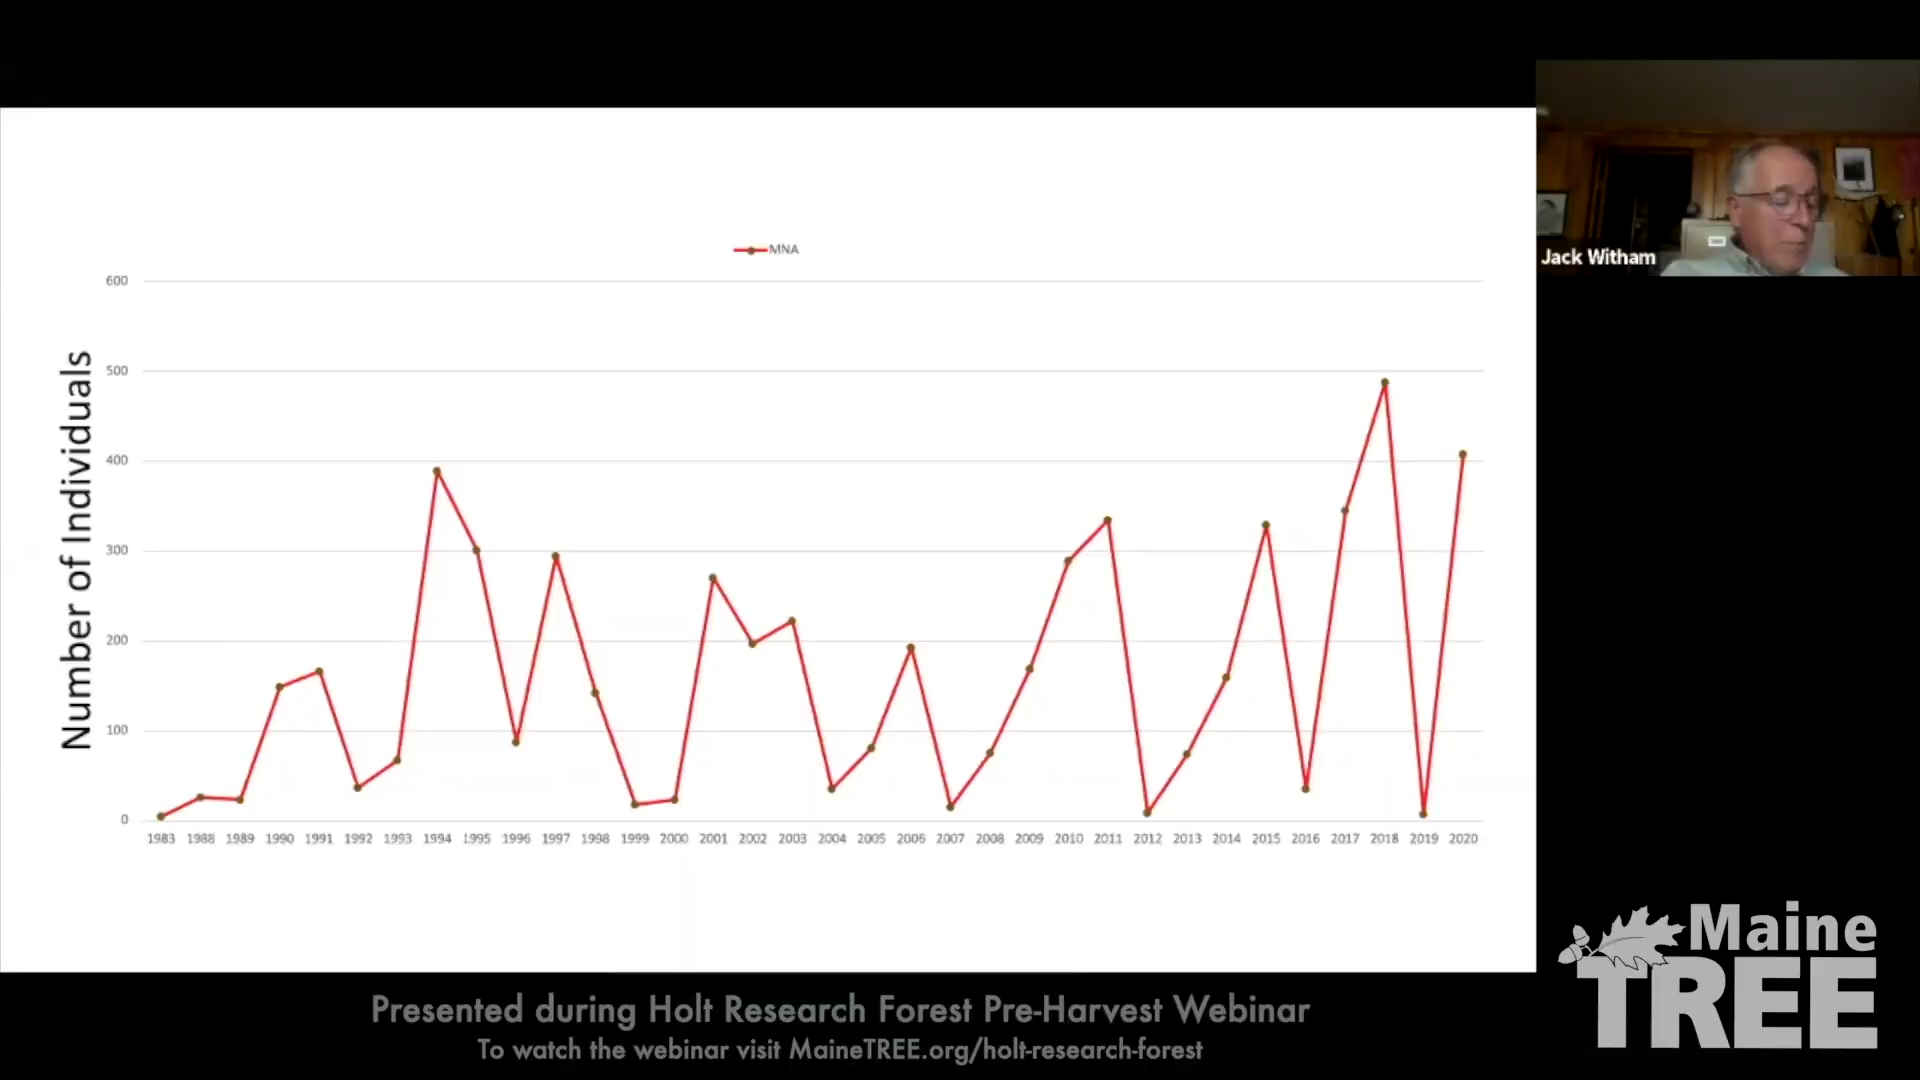 MNA
600
500
400
300
200
100
0
Number of Individuals
1983 1988 1989 1990 1991 1992 1993 1994 1995 1996 1997 1998 1999 2000 2001 2002 2003 2004 2005 2006 2007 2008 2009 2010 2011 2012 2013 2014 2015 2016 2017 2018 2019 2020
Jack Witham
Maine
TREE
Presented during Holt Research Forest Pre-Harvest Webinar
To watch the webinar visit MaineTREE.org/holt-research-forest